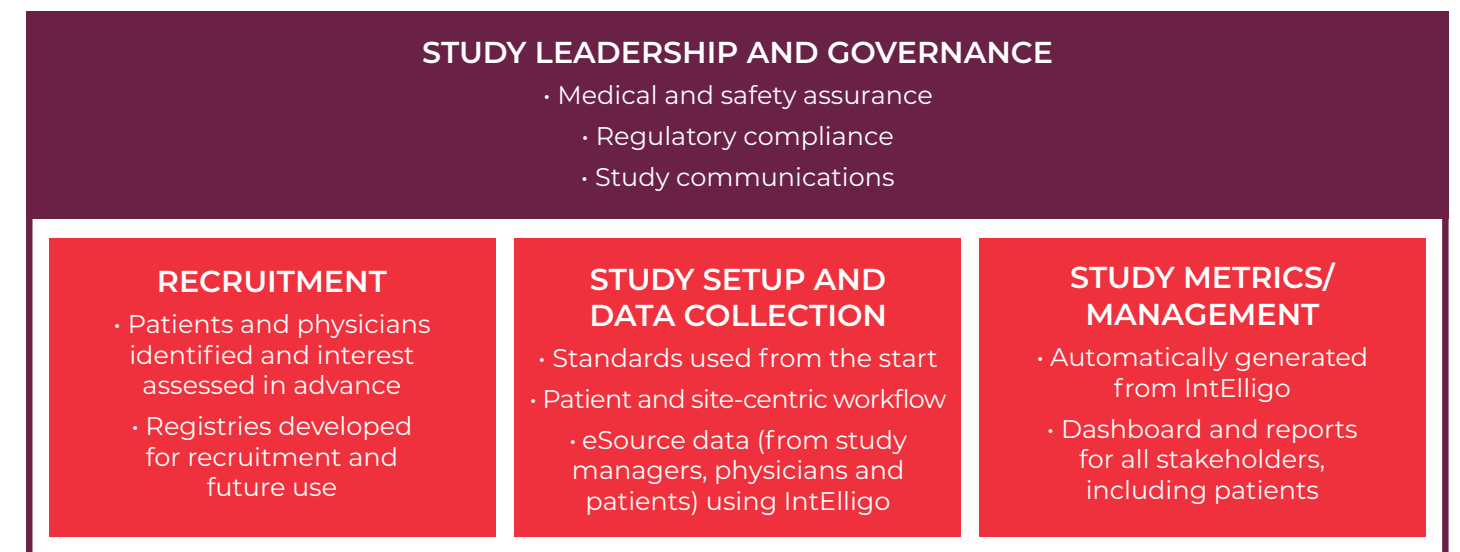 STUDY LEADERSHIP AND GOVERNANCE
• Medical and safety assurance
• Regulatory compliance
• Study communications
RECRUITMENT
• Patients and physicians
identified and interest
assessed in advance
• Registries developed
for recruitment and
future use
STUDY SETUP AND
DATA COLLECTION
• Standards used from the start
• Patient and site-centric workflow
• eSource data (from study
managers, physicians and
patients) using IntElligo
STUDY METRICS/
MANAGEMENT
• Automatically generated
from IntElligo
• Dashboard and reports
for all stakeholders,
including patients